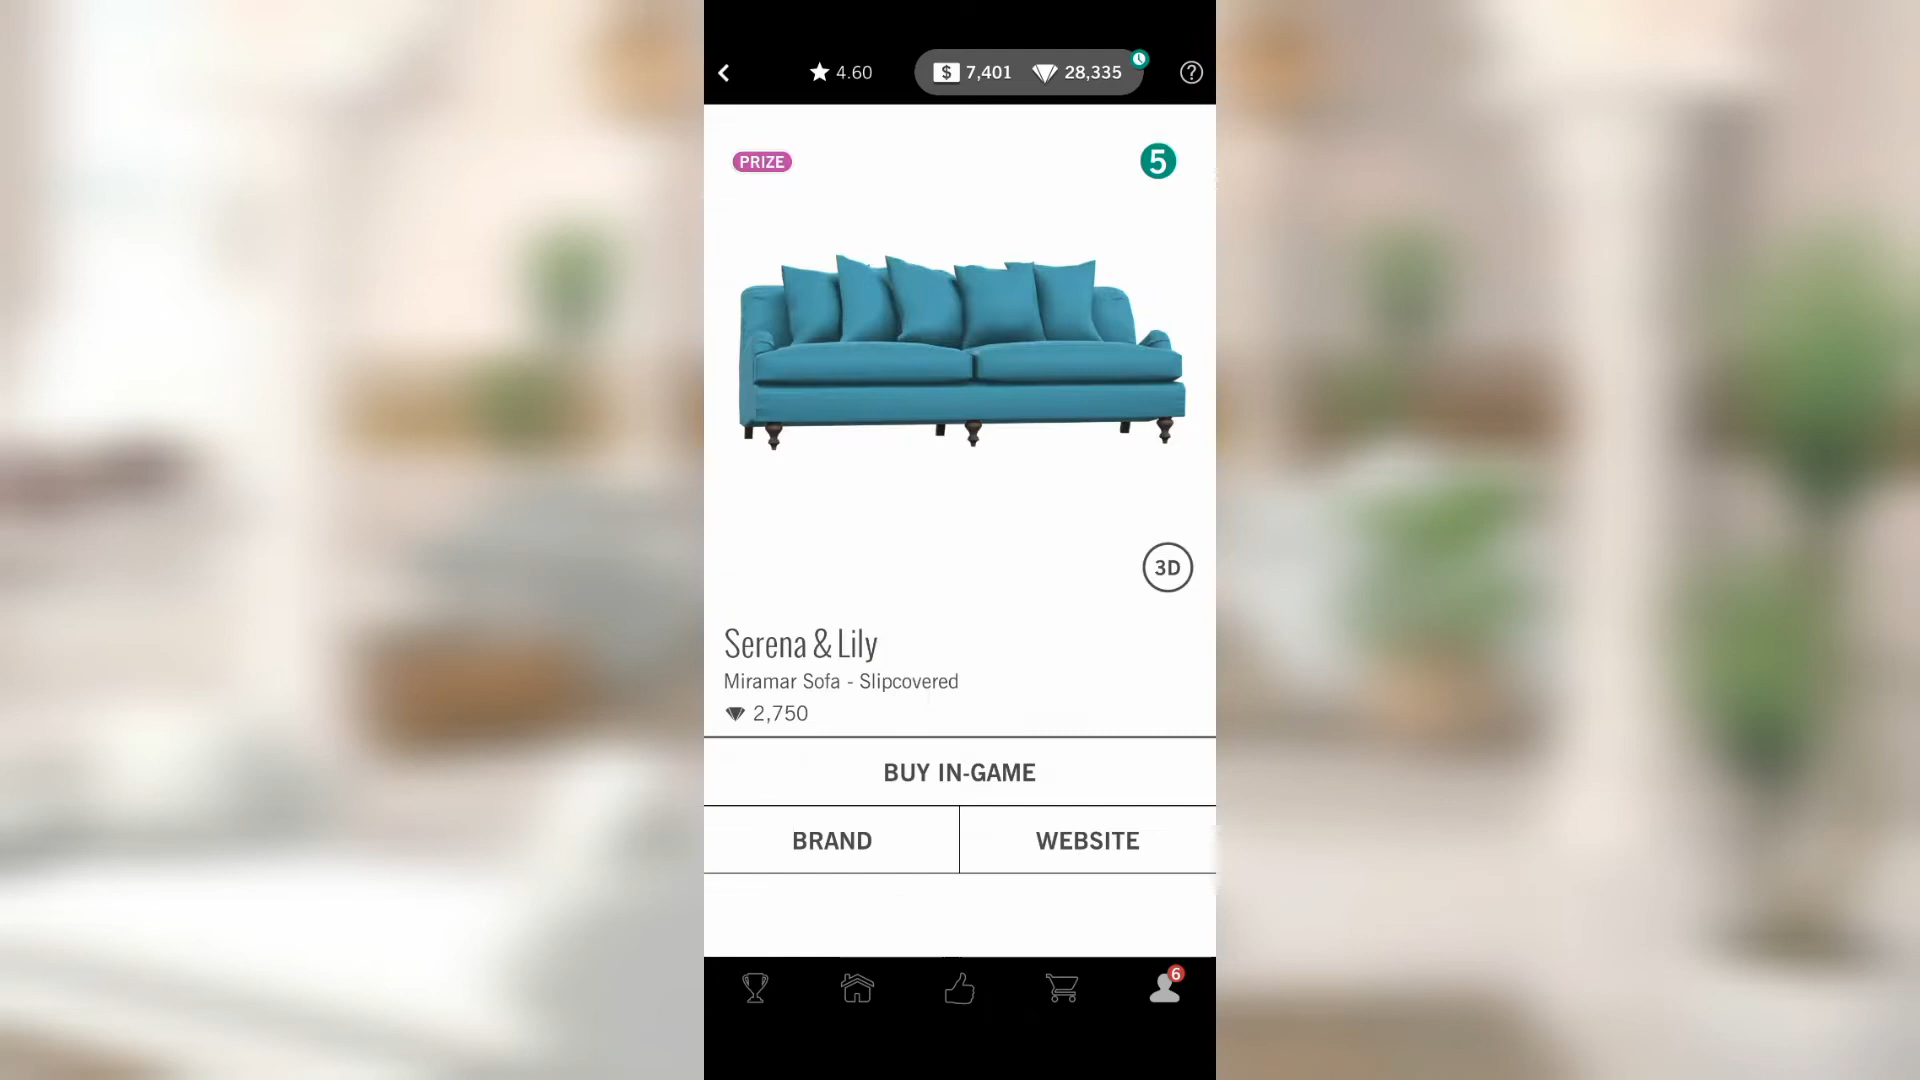 4.60 $ 7,401 28,335 ?
PRIZE 5
3D
Serena & Lily
Miramar Sofa - Slipcovered
2,750
BUY IN-GAME
BRAND WEBSITE
6